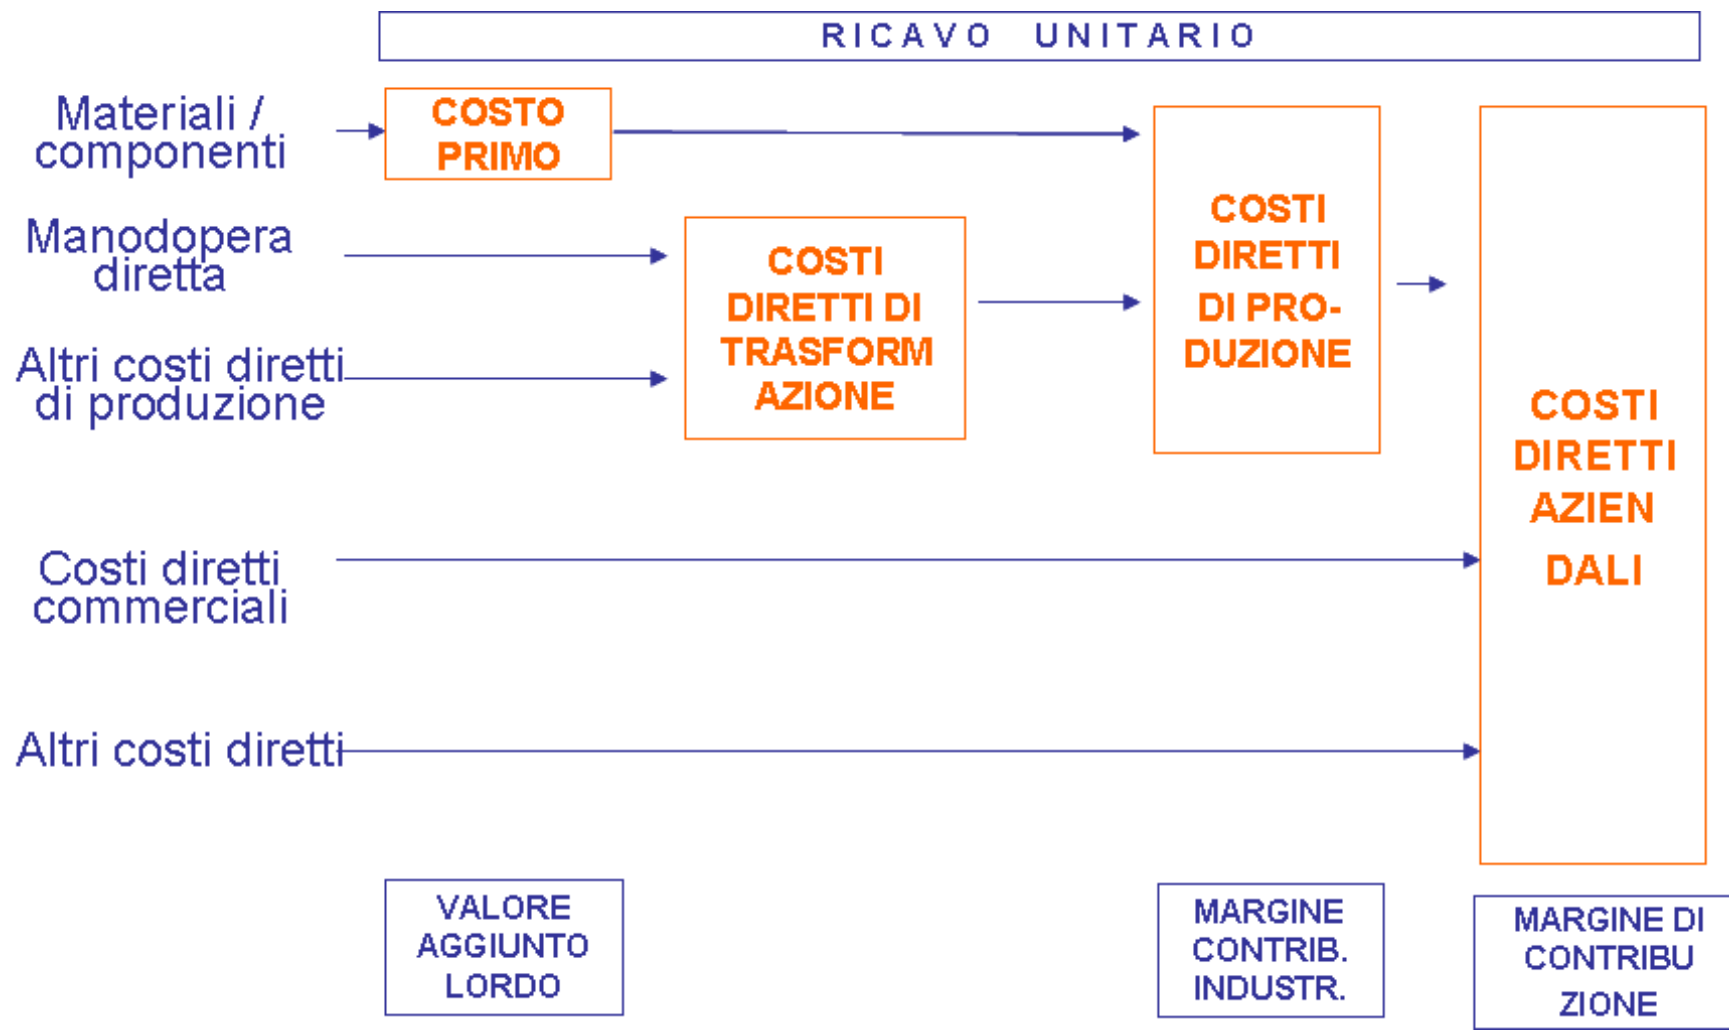 RICAVO UNITARIO
Materiali /
componenti
COSTO
PRIMO
Manodopera
diretta
Altri costi diretti
di produzione
COSTI
DIRETTI DI
TRASFORM
AZIONE
COSTI
DIRETTI
DI PRO-
DUZIONE
COSTI
DIRETTI
AZIEN
DALI
Costi diretti
commerciali
Altri costi diretti
VALORE
AGGIUNTO
LORDO
MARGINE
CONTRIB.
INDUSTR.
MARGINE DI
CONTRIBU
ZIONE